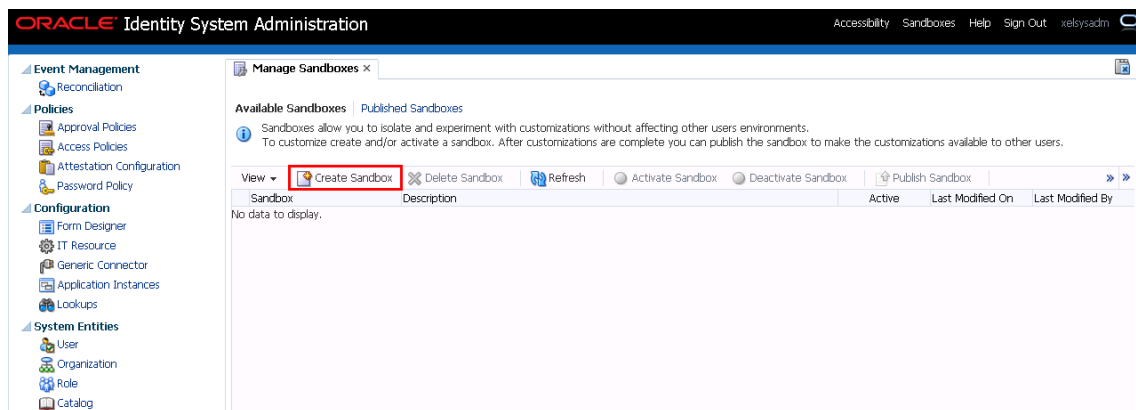 ORACLE Identity System Administration
Accessibility Sandboxes Help Sign Out xelsysadm
Event Management
Reconciliation
Policies
Approval Policies
Access Policies
Attestation Configuration
Password Policy
Configuration
Form Designer
IT Resource
Generic Connector
Application Instances
Lookups
System Entities
User
Organization
Role
Catalog
Manage Sandboxes ×
Available Sandboxes | Published Sandboxes
Sandboxes allow you to isolate and experiment with customizations without affecting other users environments.
To customize create and/or activate a sandbox. After customizations are complete you can publish the sandbox to make the customizations available to other users.
View Create Sandbox Delete Sandbox Refresh Activate Sandbox Deactivate Sandbox Publish Sandbox » »
Sandbox Description Active Last Modified On Last Modified By
No data to display.